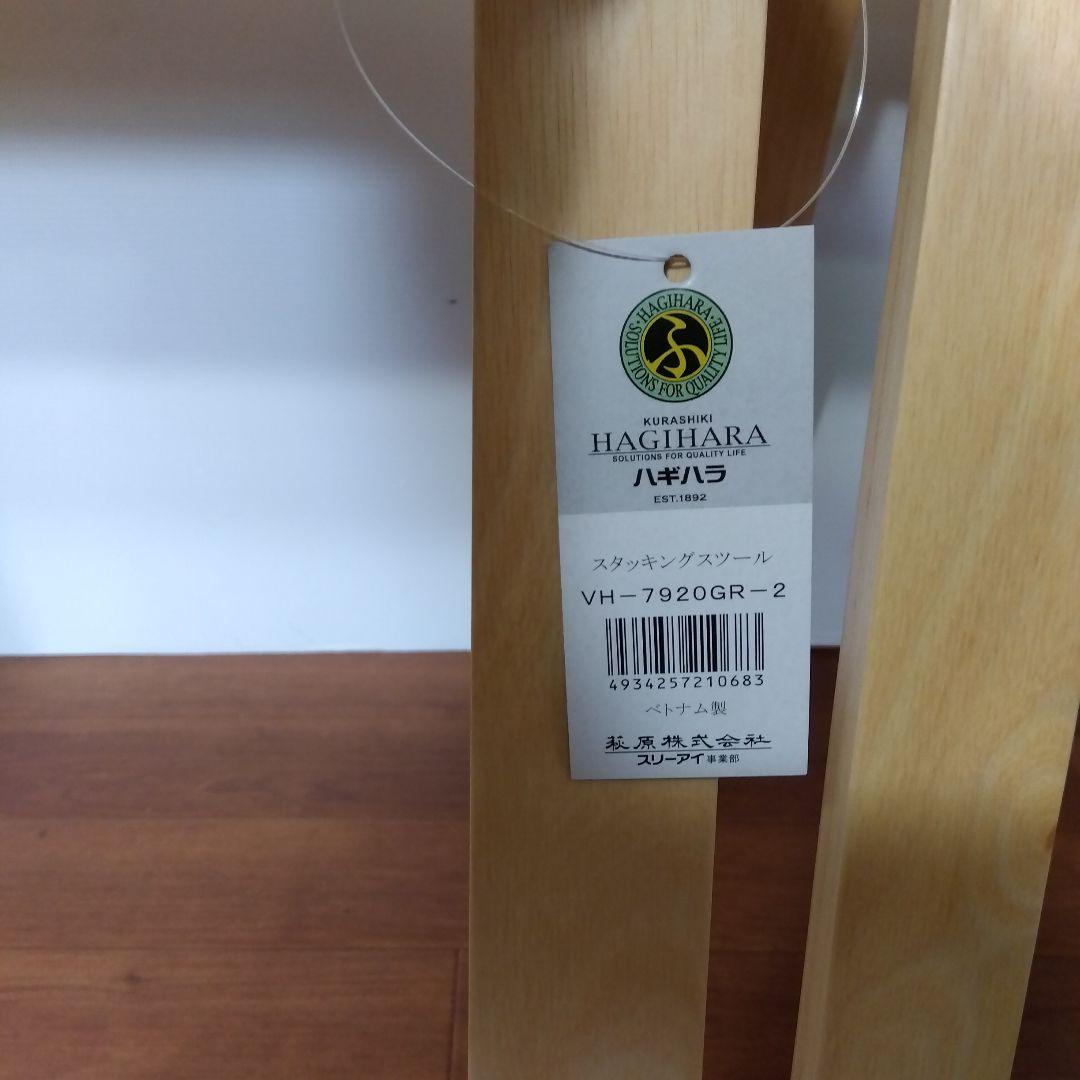 ・HAGIHARA・
SOLUTIONS FOR QUALITY LIFE
KURASHIKI
HAGIHARA
SOLUTIONS FOR QUALITY LIFE
ハギハラ
EST.1892
スタッキングスツール
VH－7920GR－2
4934257210683
ベトナム製
萩原株式会社
スリーアイ事業部